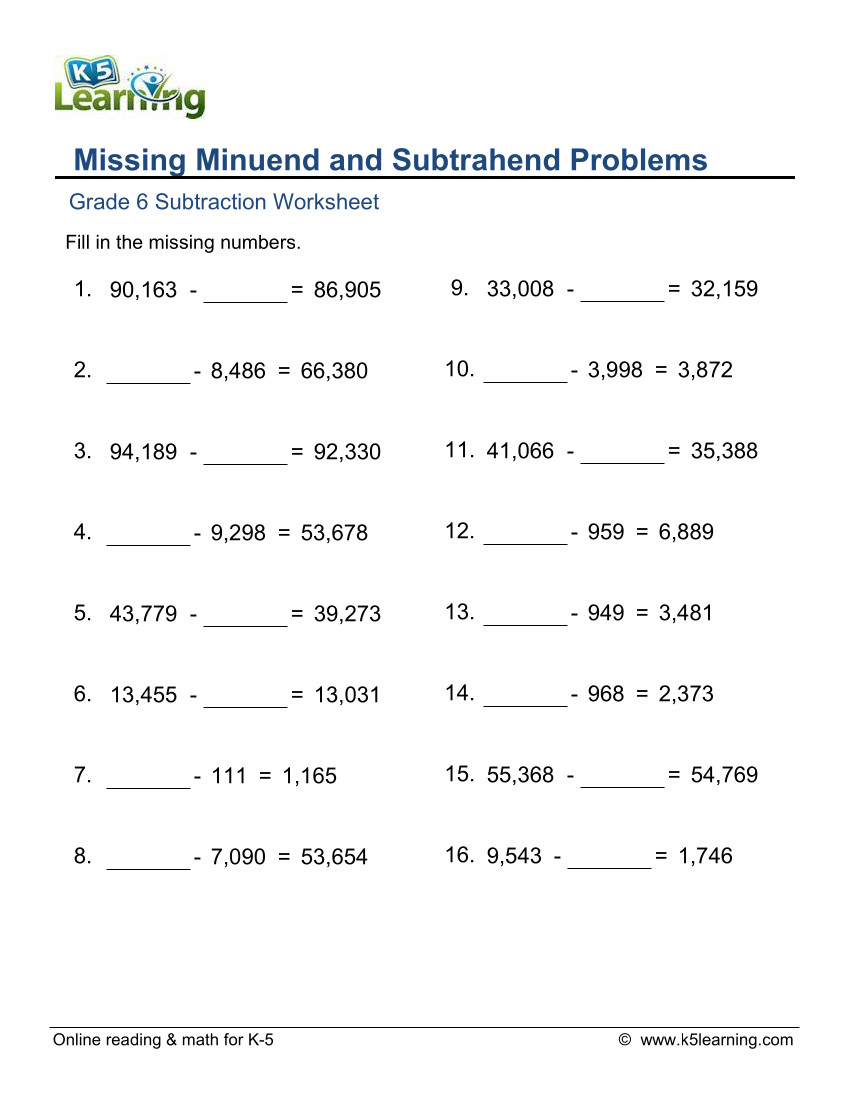 K5
Learning
Missing Minuend and Subtrahend Problems
Grade 6 Subtraction Worksheet
Fill in the missing numbers.
1. 90,163 - _______ = 86,905
2. _______ - 8,486 = 66,380
3. 94,189 - _______ = 92,330
4. _______ - 9,298 = 53,678
5. 43,779 - _______ = 39,273
6. 13,455 - _______ = 13,031
7. _______ - 111 = 1,165
8. _______ - 7,090 = 53,654
9. 33,008 - _______ = 32,159
10. _______ - 3,998 = 3,872
11. 41,066 - _______ = 35,388
12. _______ - 959 = 6,889
13. _______ - 949 = 3,481
14. _______ - 968 = 2,373
15. 55,368 - _______ = 54,769
16. 9,543 - _______ = 1,746
Online reading & math for K-5
© www.k5learning.com